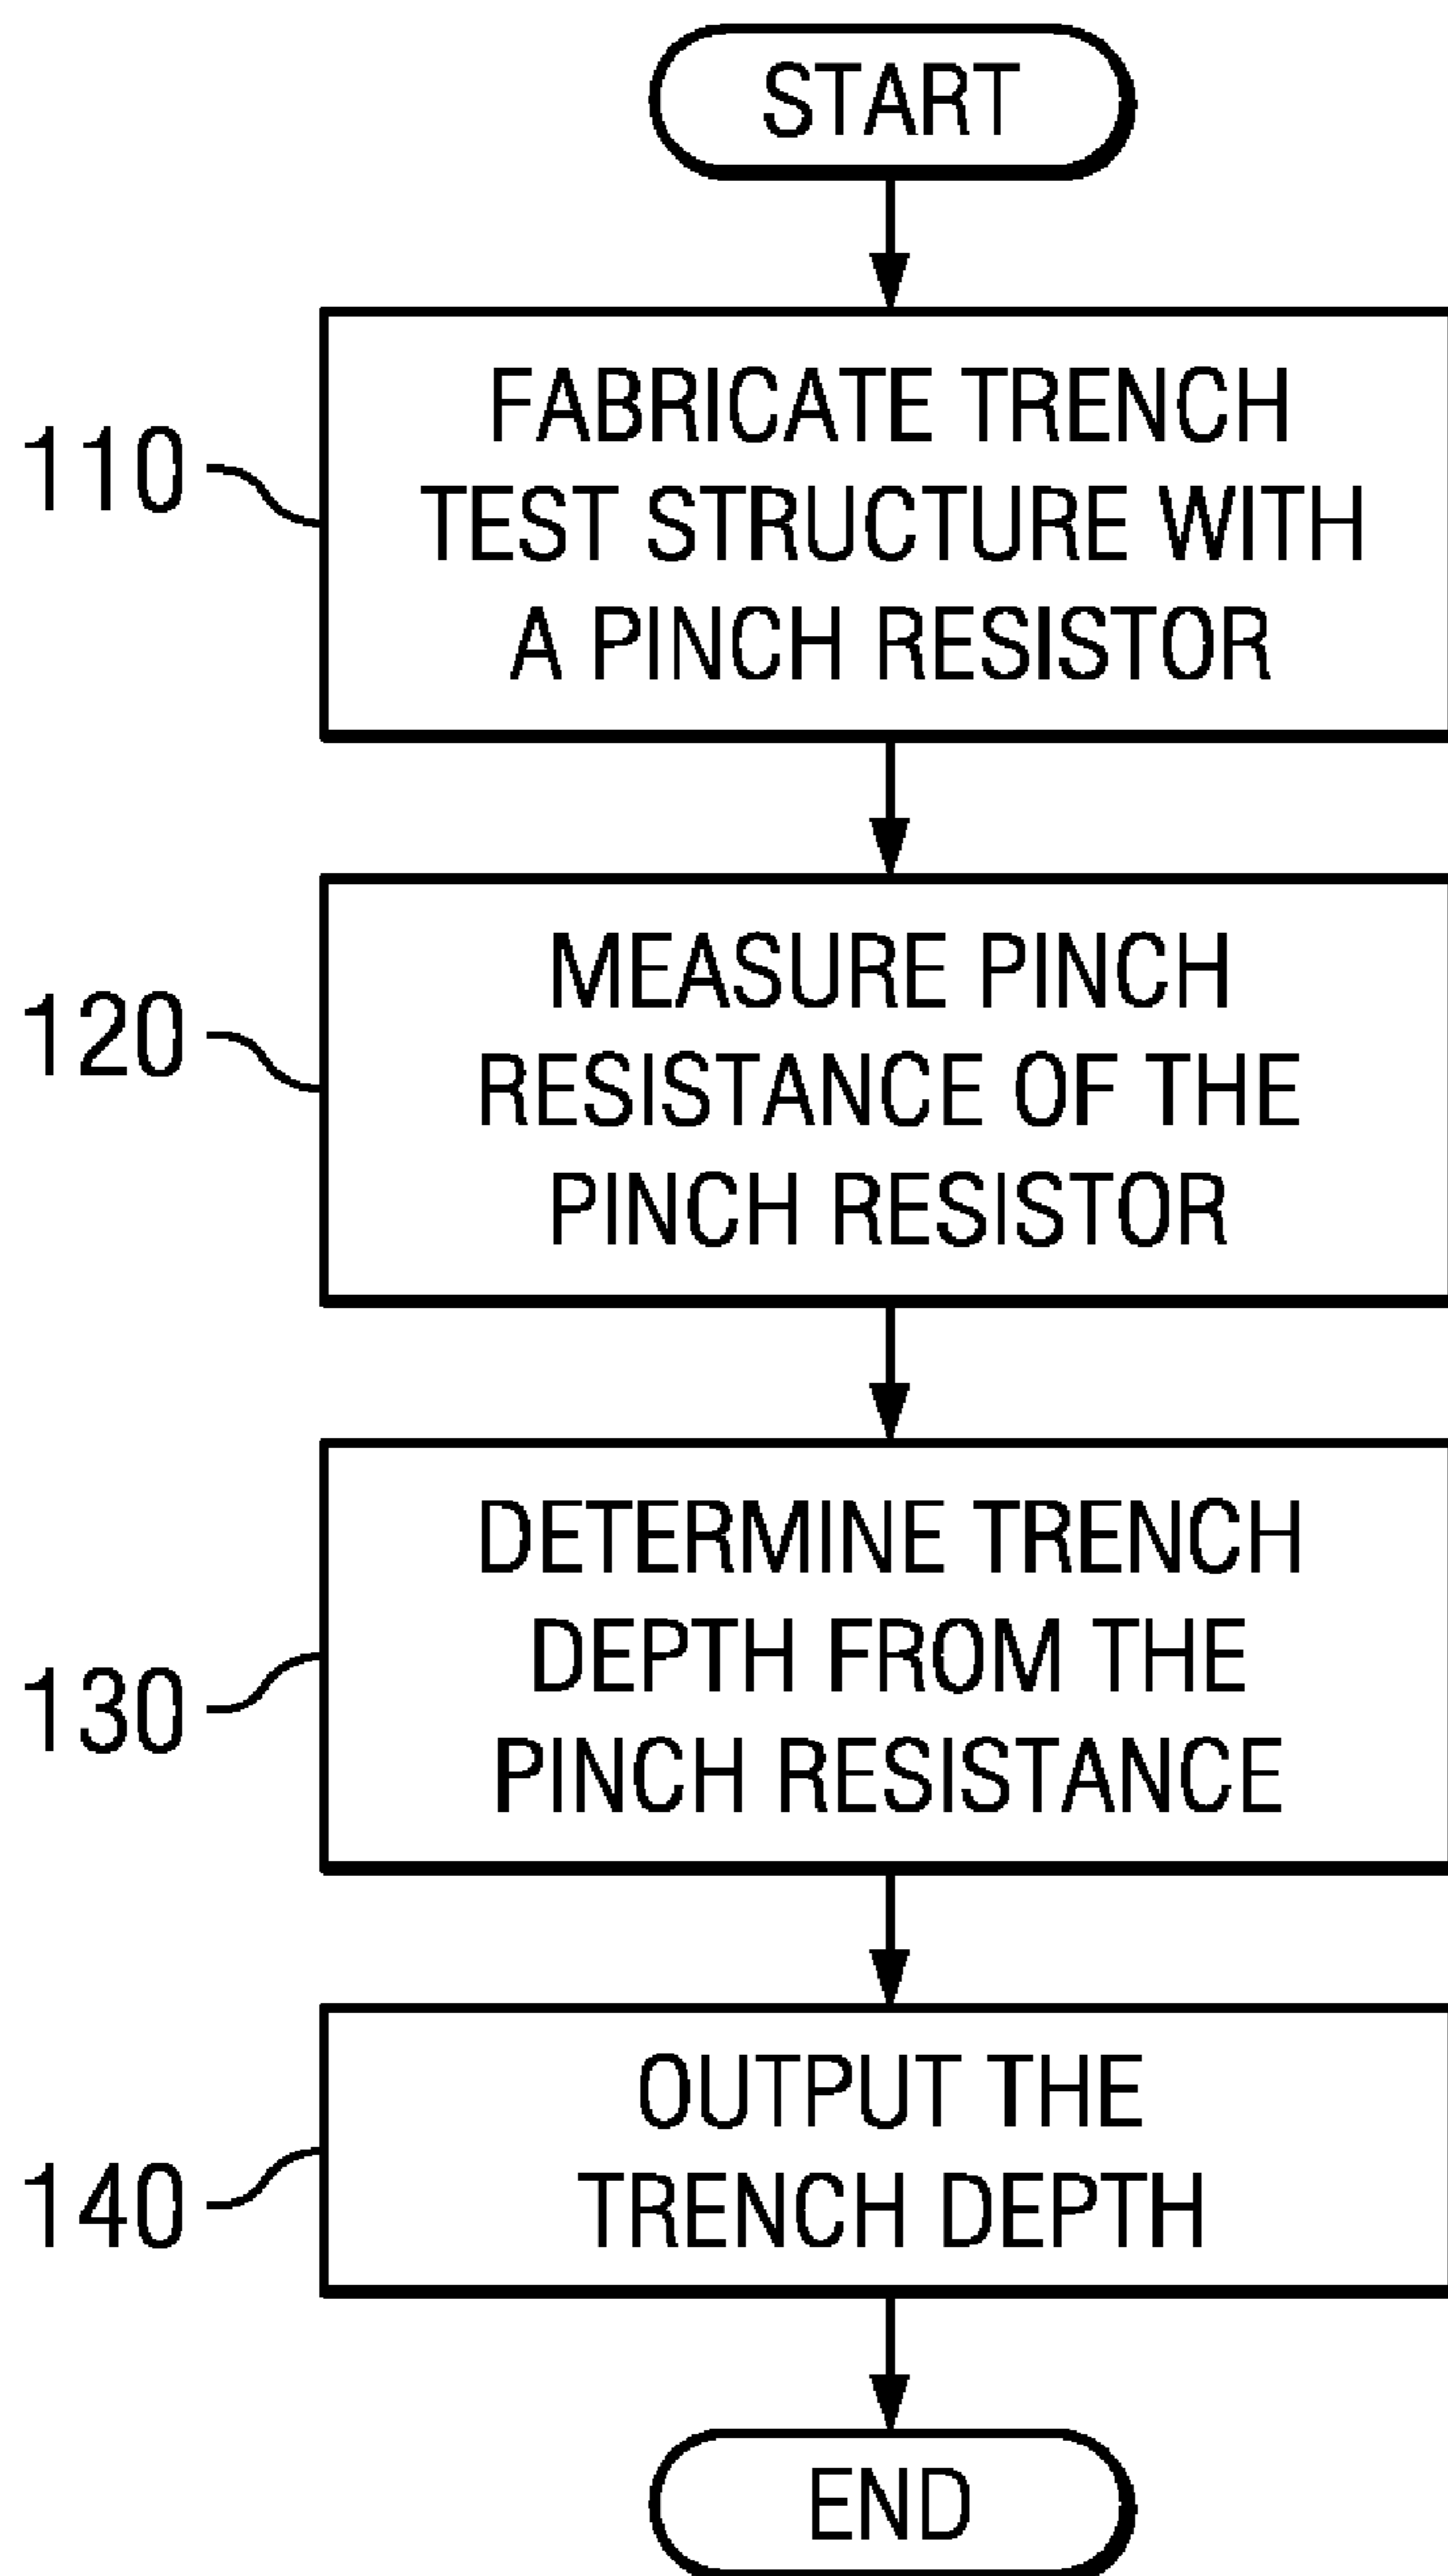 START
110
FABRICATE TRENCH
TEST STRUCTURE WITH
A PINCH RESISTOR
120
MEASURE PINCH
RESISTANCE OF THE
PINCH RESISTOR
130
DETERMINE TRENCH
DEPTH FROM THE
PINCH RESISTANCE
140
OUTPUT THE
TRENCH DEPTH
END